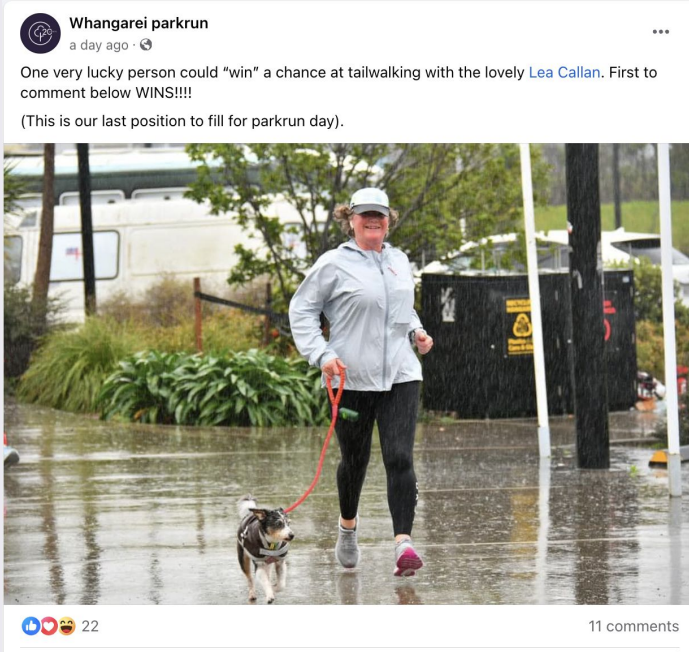 Whangarei parkrun
a day ago
One very lucky person could “win” a chance at tailwalking with the lovely Lea Callan. First to
comment below WINS!!!!
(This is our last position to fill for parkrun day).
22
11 comments